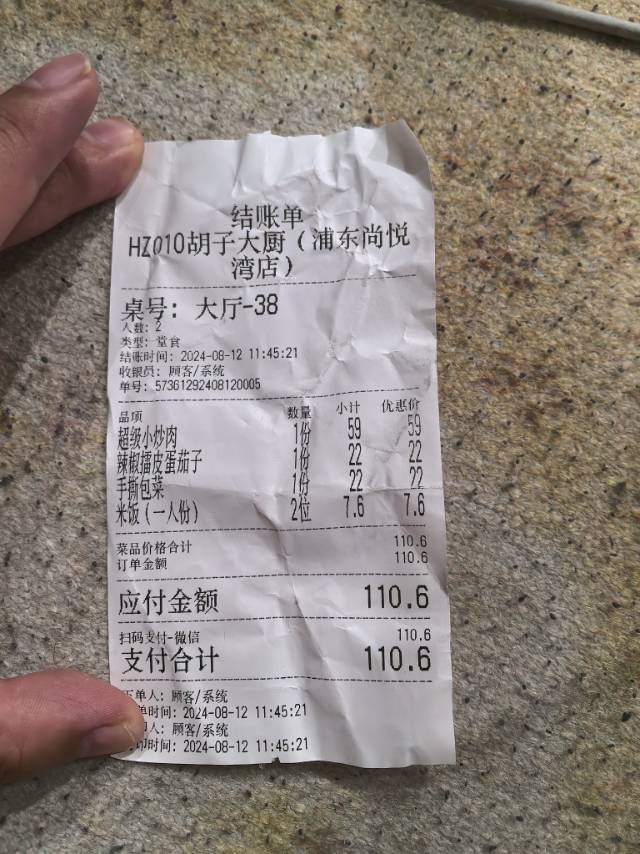 结账单
HZ010胡子大厨（浦东尚悦
湾店）
桌号：大厅-38
人数：2
类型：堂食
结账时间：2024-08-12 11:45:21
收银员：顾客/系统
单号：57361292408120005
品项 数量 小计 优惠价
超级小炒肉 1份 59 59
辣椒擂皮蛋茄子 1份 22 22
手撕包菜 1份 22 22
米饭（一人份） 2位 7.6 7.6
菜品价格合计 110.6
订单金额 110.6
应付金额 110.6
扫码支付-微信 110.6
支付合计 110.6
单人：顾客/系统
单时间：2024-08-12 11:45:21
人：顾客/系统
印时间：2024-08-12 11:45:21